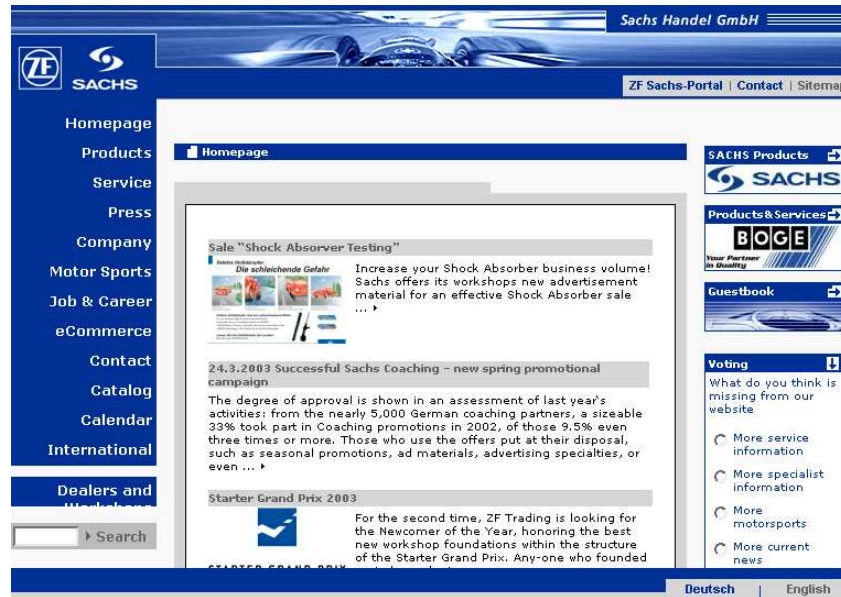 Sachs Handel GmbH
ZF
SACHS
ZF Sachs-Portal | Contact | Sitemap
Homepage
Products
Service
Press
Company
Motor Sports
Job & Career
eCommerce
Contact
Catalog
Calendar
International
Dealers and
Search
Homepage
Sale "Shock Absorver Testing"
Die schleichende Gefahr
Increase your Shock Absorber business volume!
Sachs offers its workshops new advertisement
material for an effective Shock Absorber sale
...
24.3.2003 Successful Sachs Coaching – new spring promotional
campaign
The degree of approval is shown in an assessment of last year's
activities: from the nearly 5,000 German coaching partners, a sizeable
33% took part in Coaching promotions in 2002, of those 9.5% even
three times or more. Those who use the offers put at their disposal,
such as seasonal promotions, ad materials, advertising specialties, or
even ...
Starter Grand Prix 2003
For the second time, ZF Trading is looking for
the Newcomer of the Year, honoring the best
new workshop foundations within the structure
of the Starter Grand Prix. Any-one who founded
STARTER GRAND PRIX
SACHS Products
SACHS
Products&Services
BOGE
Your Partner
in Quality
Guestbook
Voting
What do you think is
missing from our
website
More service
information
More specialist
information
More
motorsports
More current
news
Deutsch | English